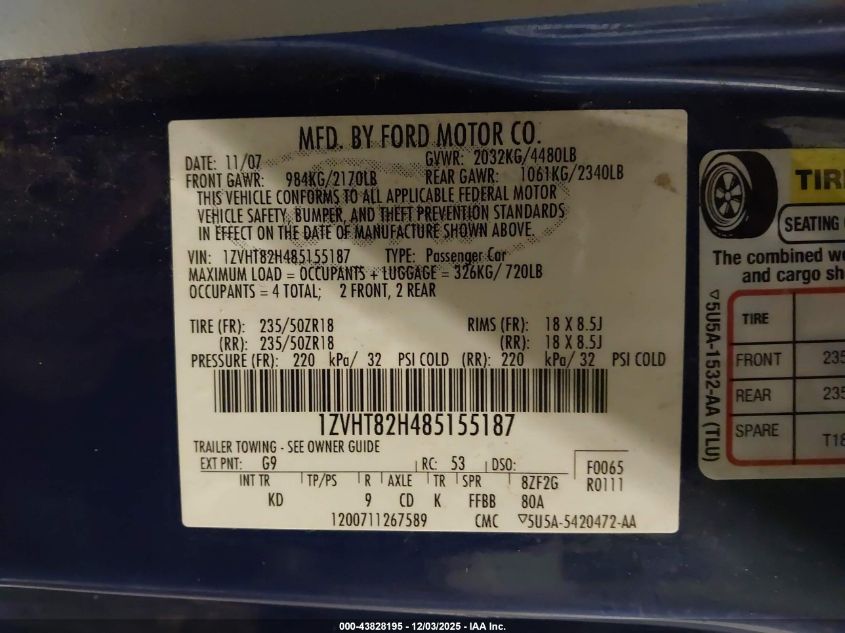 MFD. BY FORD MOTOR CO.
DATE: 11/07 GVWR: 2032KG/4480LB
FRONT GAWR: 984KG/2170LB REAR GAWR: 1061KG/2340LB
THIS VEHICLE CONFORMS TO ALL APPLICABLE FEDERAL MOTOR
VEHICLE SAFETY, BUMPER, AND THEFT PREVENTION STANDARDS
IN EFFECT ON THE DATE OF MANUFACTURE SHOWN ABOVE.
VIN: 1ZVHT82H485155187 TYPE: Passenger Car
MAXIMUM LOAD = OCCUPANTS + LUGGAGE = 326KG/ 720LB
OCCUPANTS = 4 TOTAL; 2 FRONT, 2 REAR
TIRE (FR): 235/50ZR18 RIMS (FR): 18 X 8.5J
(RR): 235/50ZR18 (RR): 18 X 8.5J
PRESSURE (FR): 220 kPa/ 32 PSI COLD (RR): 220 kPa/ 32 PSI COLD
1ZVHT82H485155187
TRAILER TOWING - SEE OWNER GUIDE
EXT PNT: G9 RC: 53 DSO: F0065
INT TR TP/PS R AXLE TR SPR 8ZF2G R0111
KD 9 CD K FFBB 80A
1200711267589 CMC ▽5U5A-5420472-AA
TIR
SEATING
The combined we
and cargo sh
▽5U5A-1532-AA (TLU)
TIRE
FRONT 235
REAR 235
SPARE T18
000-43828195 - 12/03/2025 - IAA Inc.